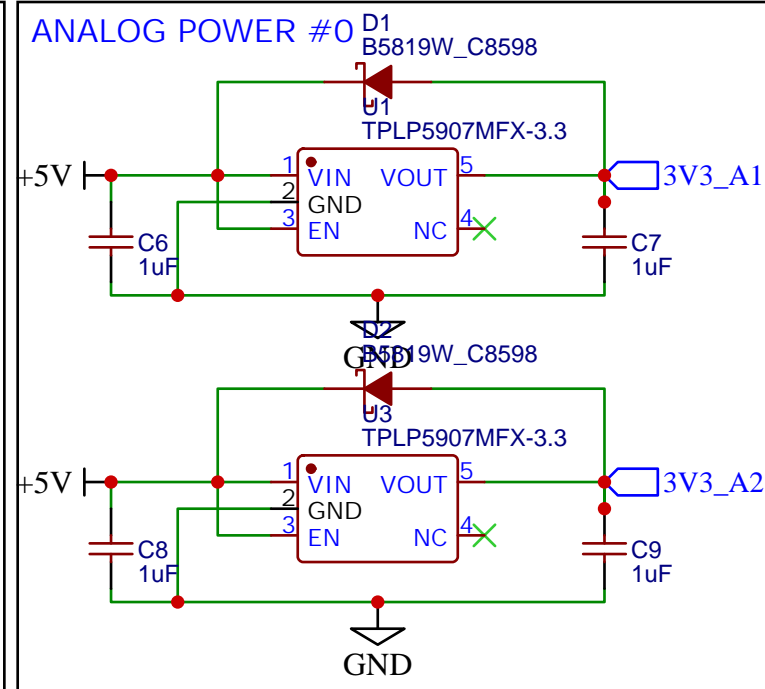 ANALOG POWER #0
D1
B5819W_C8598
U1
TPLP5907MFX-3.3
+5V
1
VIN
VOUT
5
3V3_A1
2
GND
3
EN
NC
4
C6
1uF
C7
1uF
GND
D2
B5819W_C8598
U3
TPLP5907MFX-3.3
+5V
1
VIN
VOUT
5
3V3_A2
2
GND
3
EN
NC
4
C8
1uF
C9
1uF
GND